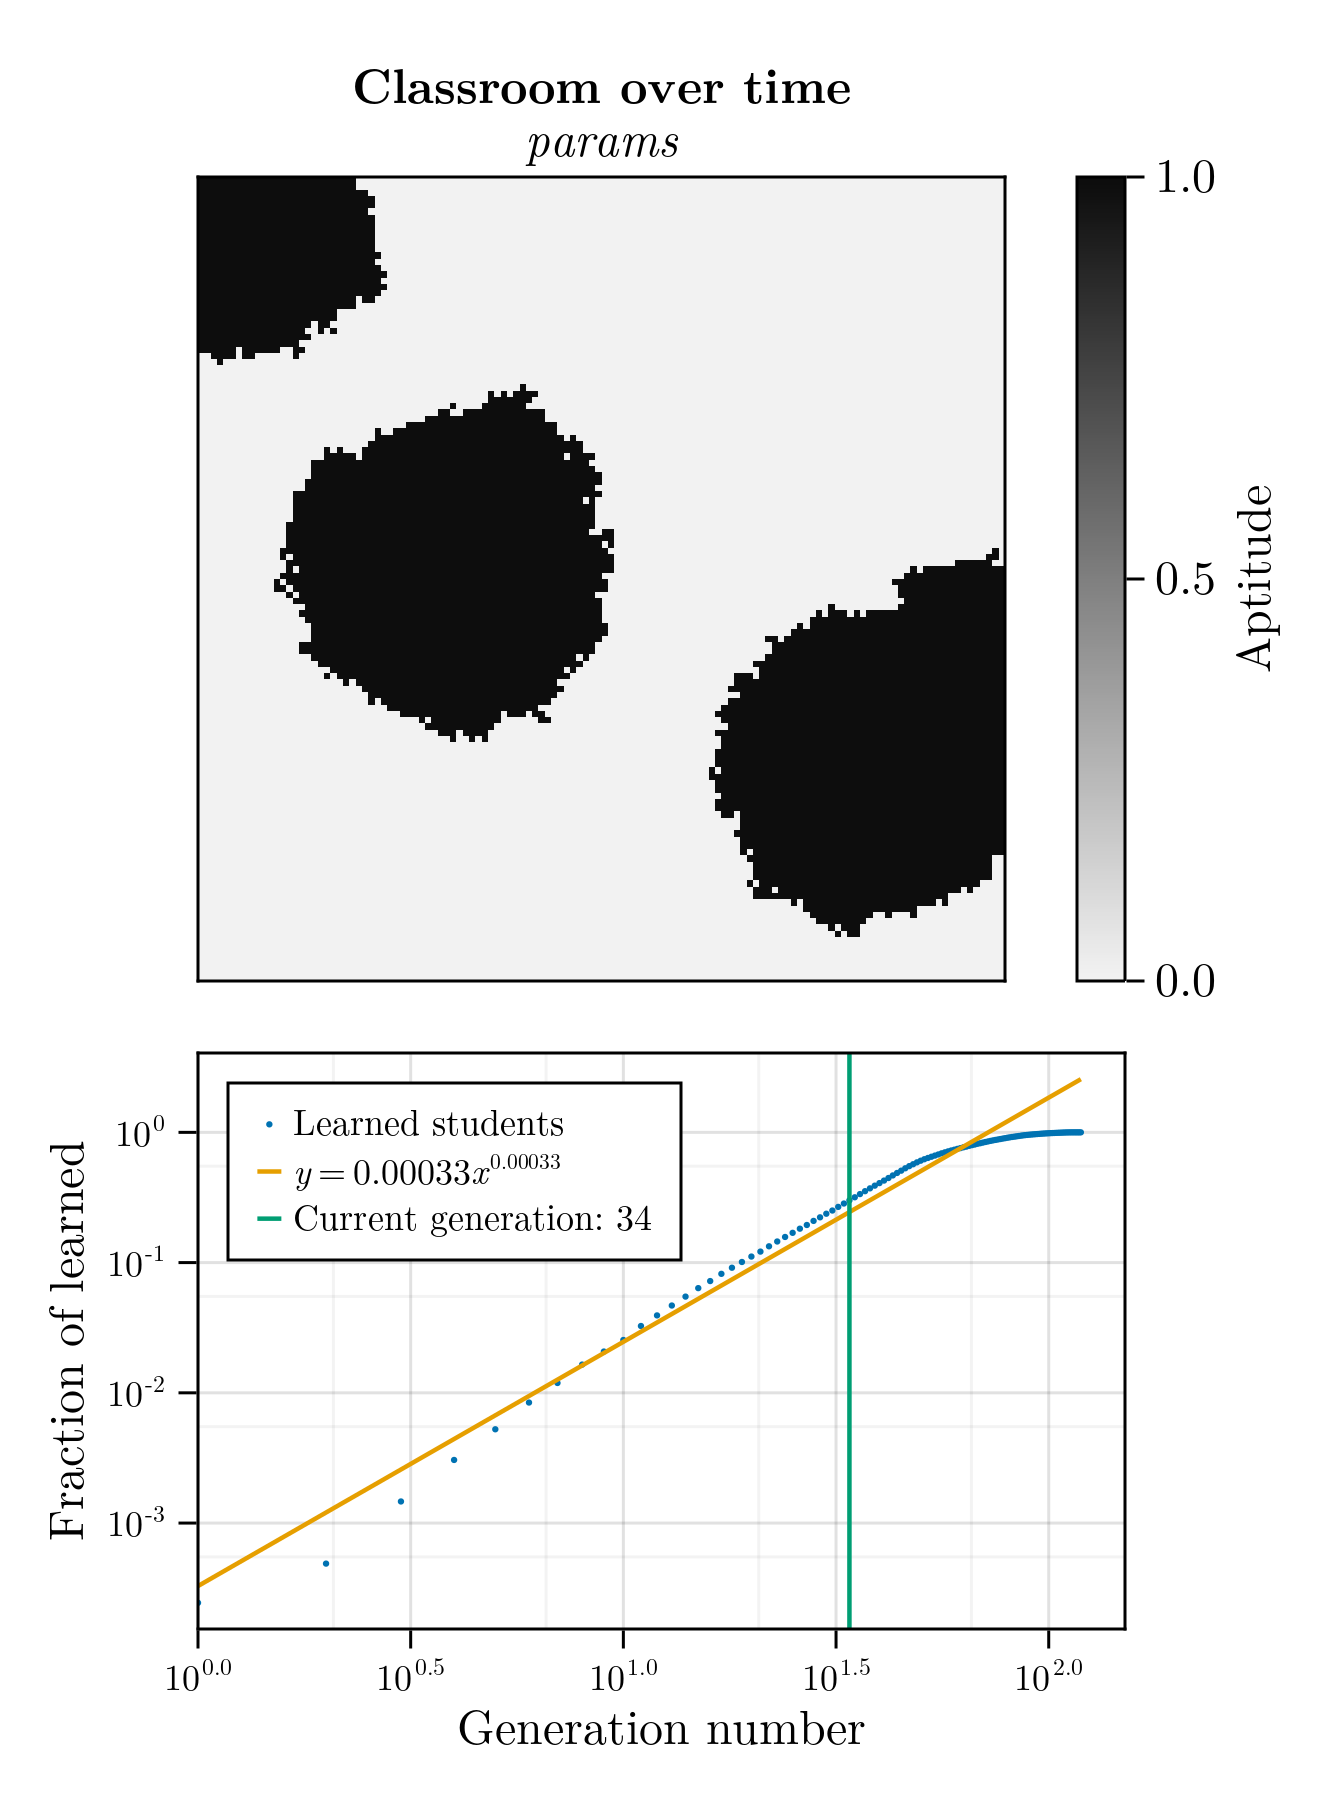 Classroom over time
params
1.0
0.5
0.0
Aptitude
Learned students
y = 0.00033x^0.00033
Current generation: 34
10^0
10^-1
10^-2
10^-3
Fraction of learned
10^0.0 10^0.5 10^1.0 10^1.5 10^2.0
Generation number